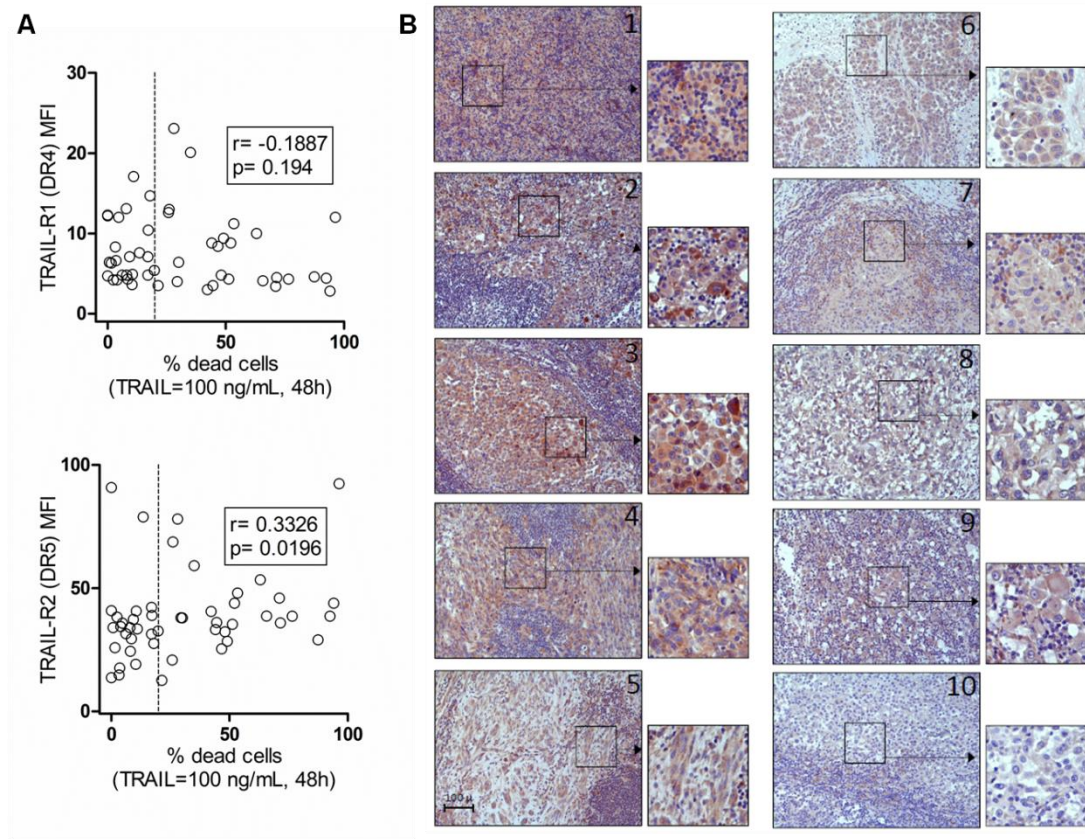 A
30
20
10
0
TRAIL-R1 (DR4) MFI
r= -0.1887
p= 0.194
0
50
100
% dead cells
(TRAIL=100 ng/mL, 48h)
100
50
0
TRAIL-R2 (DR5) MFI
r= 0.3326
p= 0.0196
0
50
100
% dead cells
(TRAIL=100 ng/mL, 48h)
B
1
2
3
4
5
100 µ
6
7
8
9
10